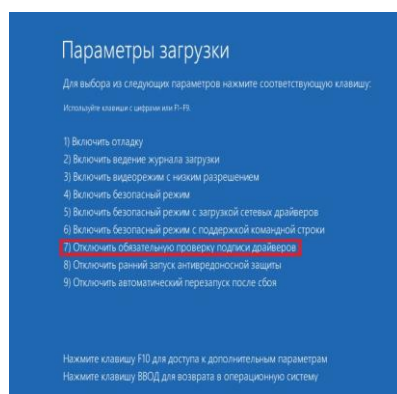 Параметры загрузки
Для выбора из следующих параметров нажмите соответствующую клавишу:
Используйте клавиши с цифрами или F1-F9.
1) Включить отладку
2) Включить ведение журнала загрузки
3) Включить видеорежим с низким разрешением
4) Включить безопасный режим
5) Включить безопасный режим с загрузкой сетевых драйверов
6) Включить безопасный режим с поддержкой командной строки
7) Отключить обязательную проверку подписи драйверов
8) Отключить ранний запуск антивредоносной защиты
9) Отключить автоматический перезапуск после сбоя
Нажмите клавишу F10 для доступа к дополнительным параметрам
Нажмите клавишу ВВОД для возврата в операционную систему